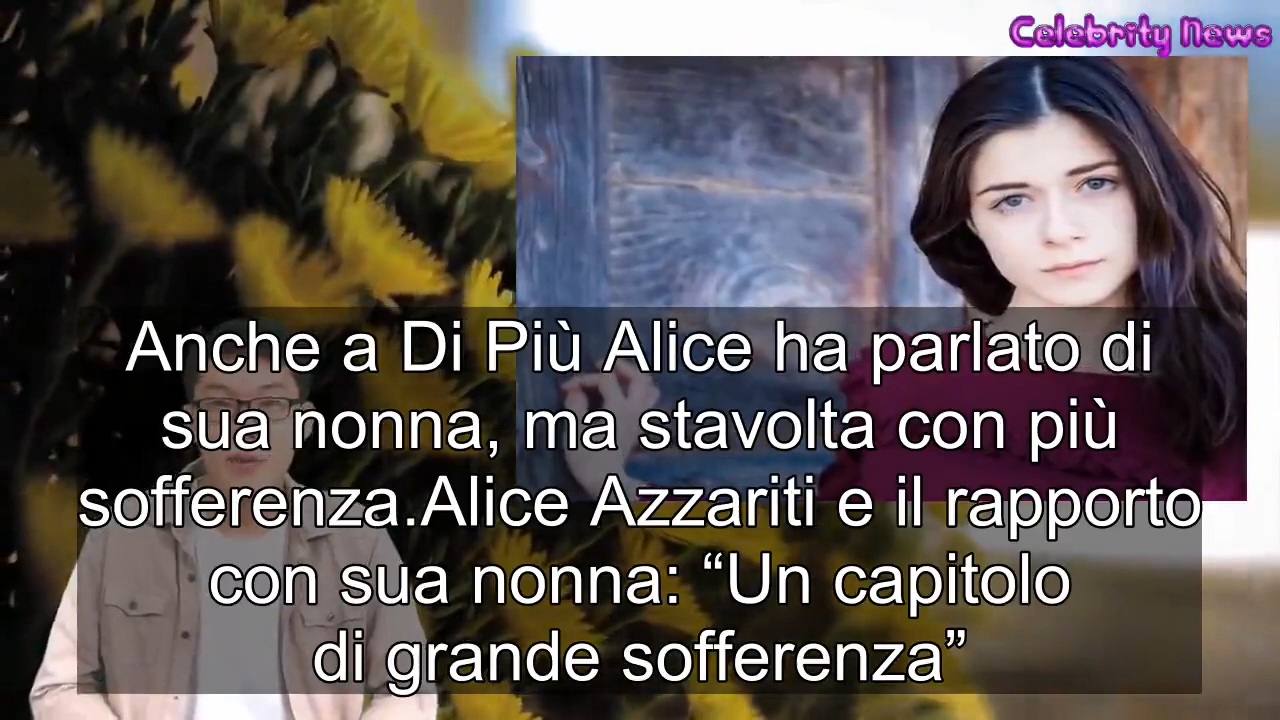 Celebrity News
Anche a Di Più Alice ha parlato di
sua nonna, ma stavolta con più
sofferenza.Alice Azzariti e il rapporto
con sua nonna: “Un capitolo
di grande sofferenza”